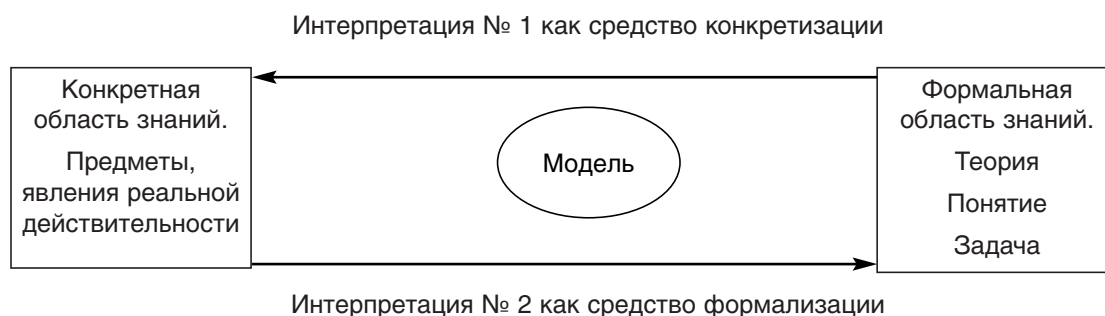 Интерпретация № 1 как средство конкретизации
Конкретная
область знаний.
Предметы,
явления реальной
действительности
Модель
Формальная
область знаний.
Теория
Понятие
Задача
Интерпретация № 2 как средство формализации